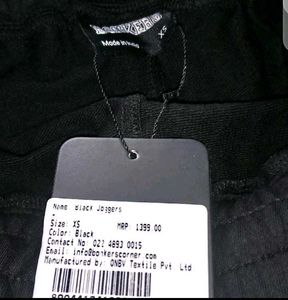 XS
Made in India
Name: Black Joggers
Size: XS MRP 1399.00
Color: Black
Contact No 022 4893 0015
Email: info@bonkerscorner.com
Manufactured by: ONBV Textile Pvt Ltd